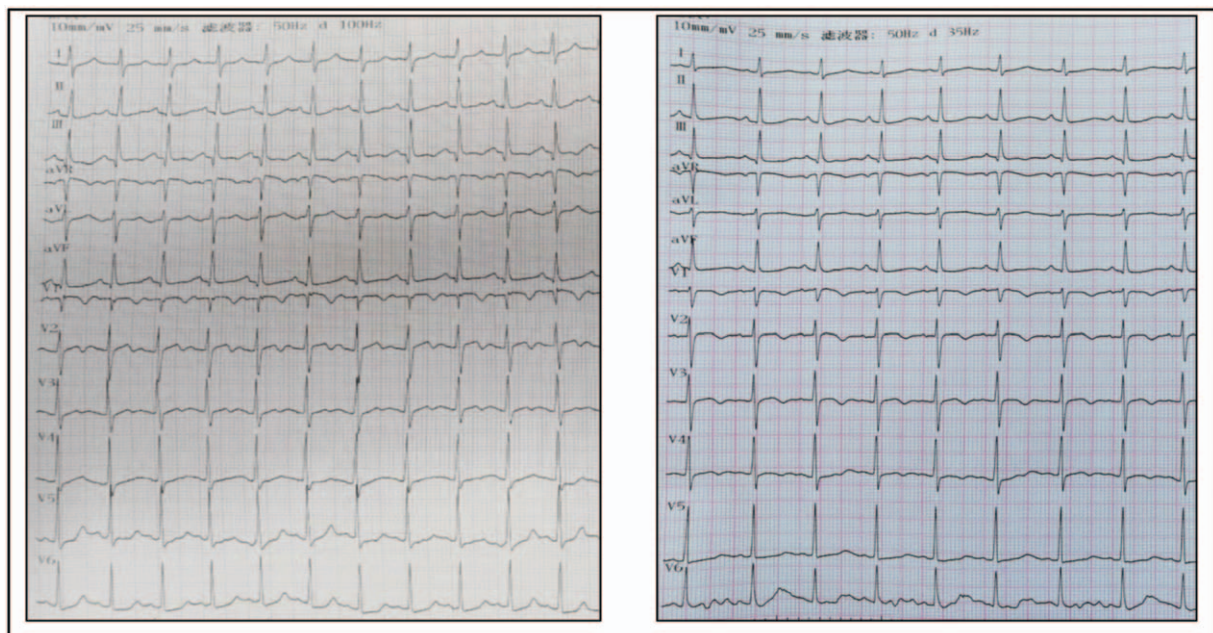 10mm/mV 25 mm/s 滤波器: 50Hz d 100Hz
I
II
III
aVR
aVF
V2
V3
V4
V5
V6
10mm/mV 25 mm/s 滤波器: 50Hz d 35Hz
I
II
III
aVR
aVL
aVF
V1
V2
V3
V4
V5
V6